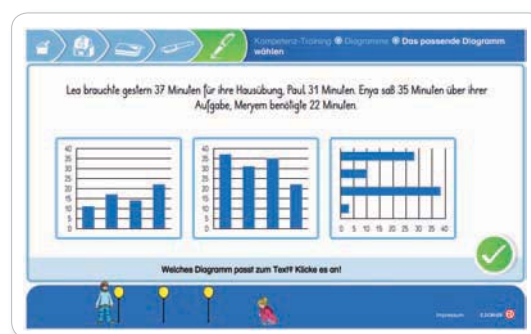 Kompetenz-Training Diagramme Das passende Diagramm
wählen
Lea brauchte gestern 37 Minuten für ihre Hausübung, Paul 31 Minuten. Enya saß 35 Minuten über ihrer
Aufgabe, Meryem benötigte 22 Minuten.
40
35
30
25
20
15
10
5
0
40
35
30
25
20
15
10
5
0
0 5 10 15 20 25 30 35 40
Welches Diagramm passt zum Text? Klicke es an!
Impressum